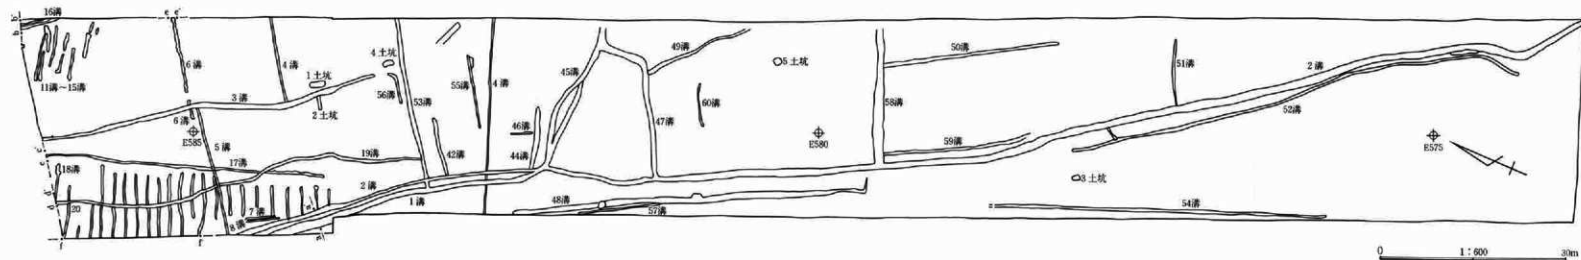 16溝
e e'
b'
b
6溝
4溝
1土坑
4土坑
55溝
4溝
45溝
49溝
5土坑
50溝
51溝
2溝
11溝～15溝
3溝
2土坑
56溝
53溝
60溝
58溝
52溝
6溝
E585
5溝
46溝
47溝
E580
59溝
E575
c'
c
17溝
19溝
42溝
44溝
18溝
d'
d
20
7溝
8溝
2溝
1溝
48溝
57溝
3土坑
54溝
f
f'
a
a'
0 1:600 30m